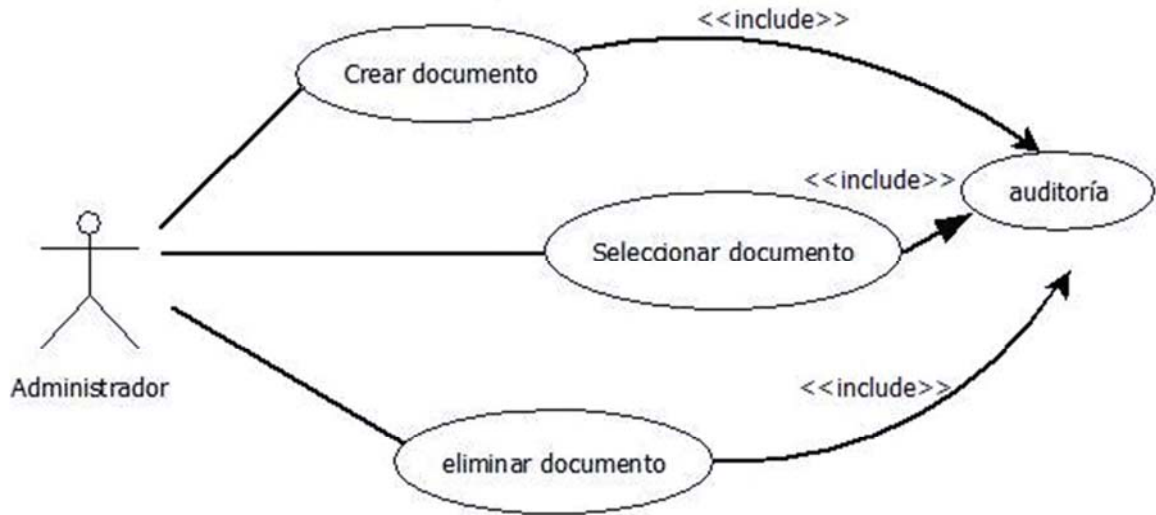 <<include>>
Crear documento
<<include>>
auditoría
Seleccionar documento
Administrador
<<include>>
eliminar documento